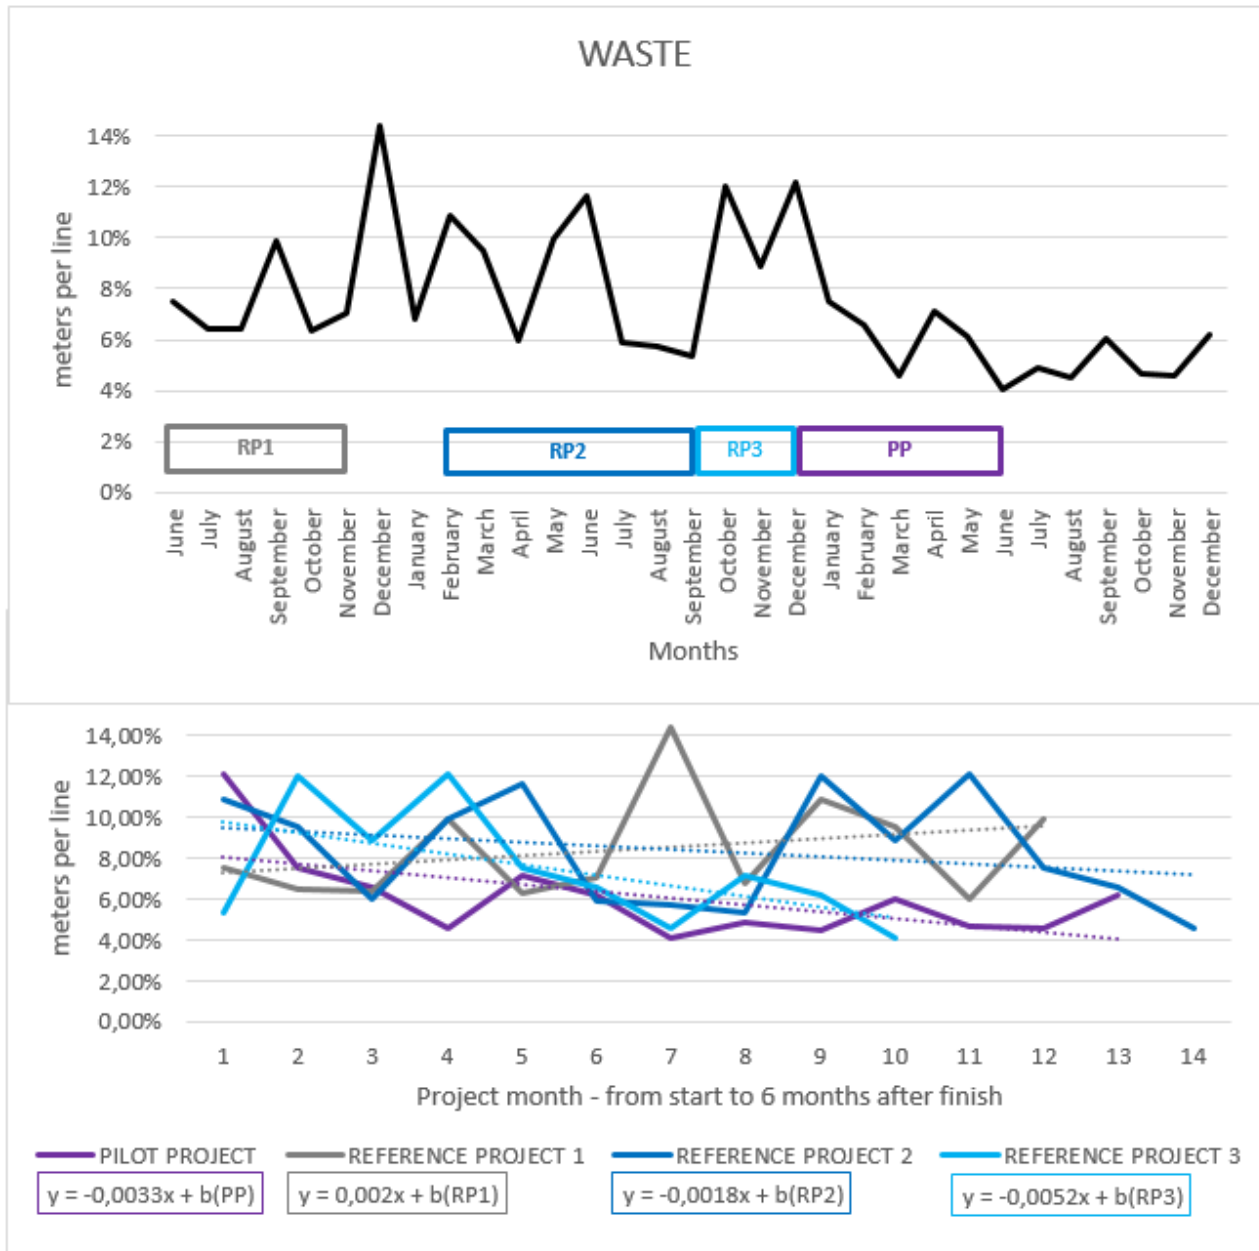 WASTE
14%
12%
10%
8%
6%
4%
2%
0%
meters per line
RP1
RP2
RP3
PP
June
July
August
September
October
November
December
January
February
March
April
May
June
July
August
September
October
November
December
January
February
March
April
May
June
July
August
September
October
November
December
Months
14,00%
12,00%
10,00%
8,00%
6,00%
4,00%
2,00%
0,00%
meters per line
1 2 3 4 5 6 7 8 9 10 11 12 13 14
Project month - from start to 6 months after finish
PILOT PROJECT REFERENCE PROJECT 1 REFERENCE PROJECT 2 REFERENCE PROJECT 3
y = -0,0033x + b(PP) y = 0,002x + b(RP1) y = -0,0018x + b(RP2) y = -0,0052x + b(RP3)